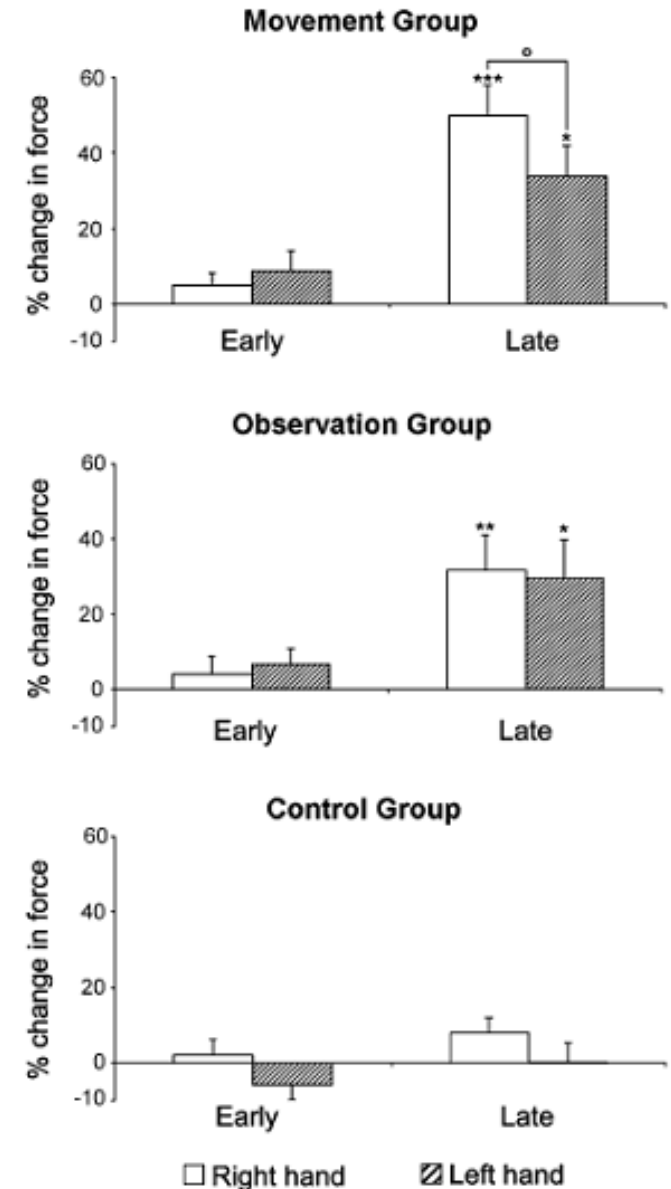 Movement Group
% change in force
60
40
20
0
-10
***
°
*
Early Late
Observation Group
% change in force
60
40
20
0
-10
**
*
Early Late
Control Group
% change in force
60
40
20
0
-10
Early Late
Right hand Left hand